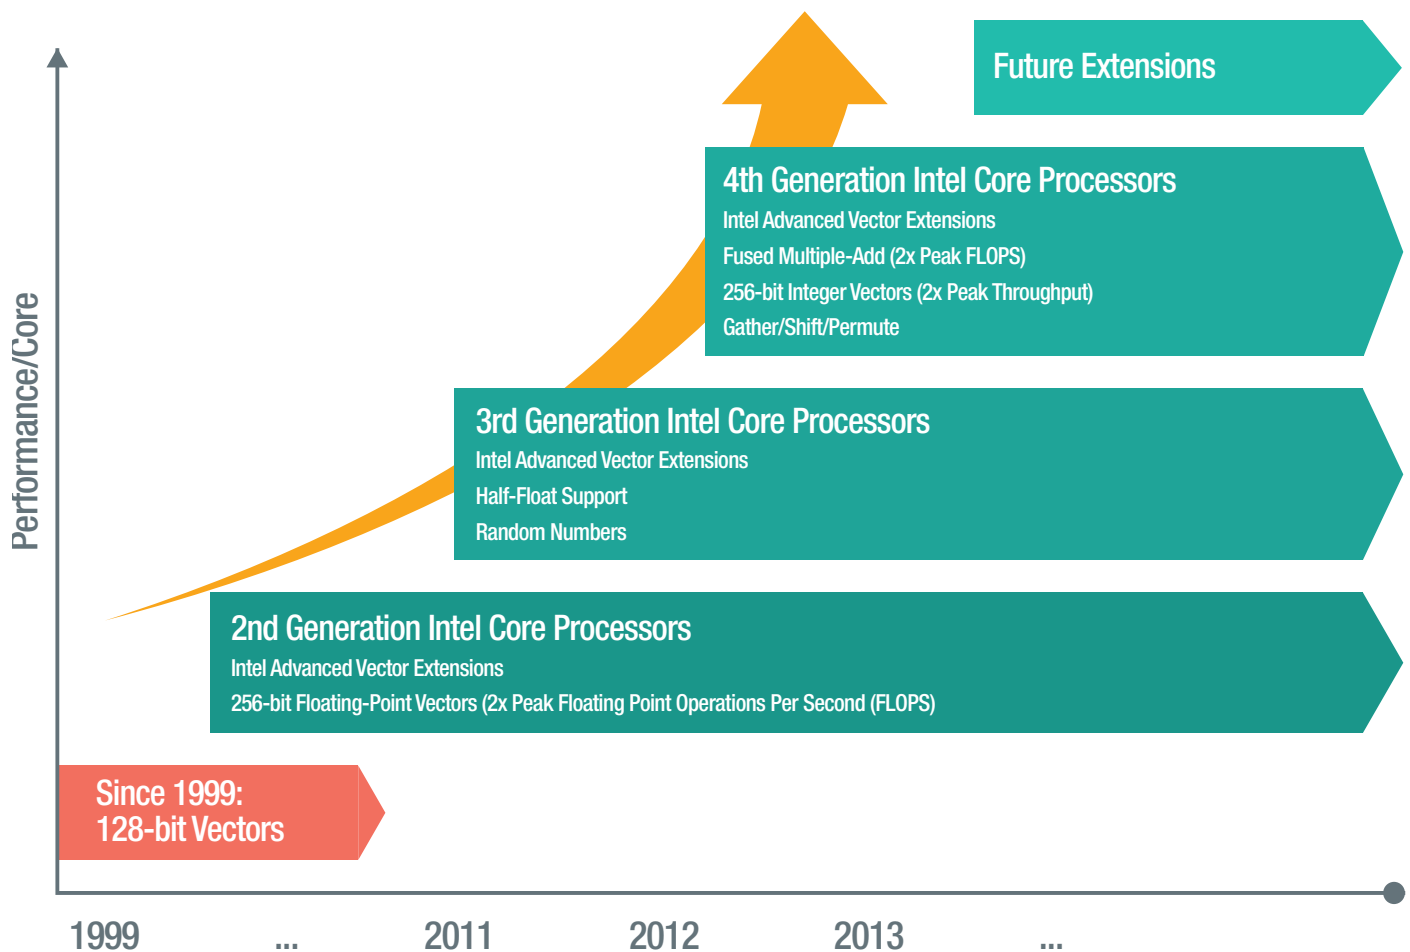 Future Extensions
4th Generation Intel Core Processors
Intel Advanced Vector Extensions
Fused Multiple-Add (2x Peak FLOPS)
256-bit Integer Vectors (2x Peak Throughput)
Gather/Shift/Permute
3rd Generation Intel Core Processors
Intel Advanced Vector Extensions
Half-Float Support
Random Numbers
2nd Generation Intel Core Processors
Intel Advanced Vector Extensions
256-bit Floating-Point Vectors (2x Peak Floating Point Operations Per Second (FLOPS)
Since 1999:
128-bit Vectors
Performance/Core
1999 ... 2011 2012 2013 ...